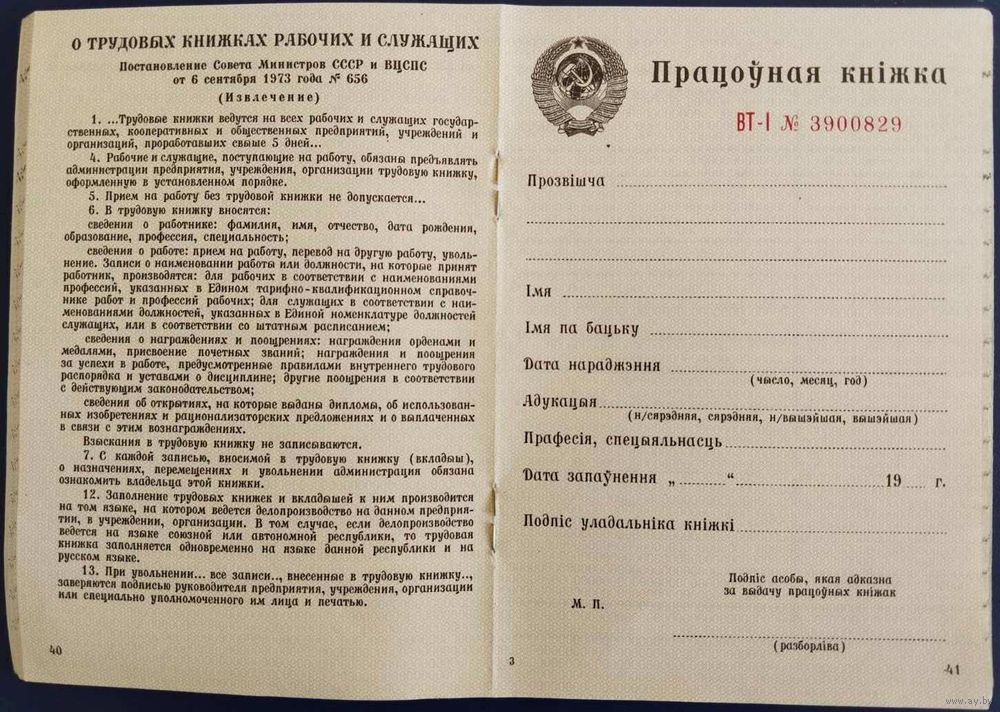 О ТРУДОВЫХ КНИЖКАХ РАБОЧИХ И СЛУЖАЩИХ
Постановление Совета Министров СССР и ВЦСПС
от 6 сентября 1973 года № 656
(Извлечение)
1. ...Трудовые книжки ведутся на всех рабочих и служащих государ-
ственных, кооперативных и общественных предприятий, учреждений и
организаций, проработавших свыше 5 дней...
4. Рабочие и служащие, поступающие на работу, обязаны предъявлять
администрации предприятия, учреждения, организации трудовую книжку,
оформленную в установленном порядке.
5. Прием на работу без трудовой книжки не допускается...
6. В трудовую книжку вносятся:
сведения о работнике: фамилия, имя, отчество, дата рождения,
образование, профессия, специальность;
сведения о работе: прием на работу, перевод на другую работу, уволь-
нение. Записи о наименовании работы или должности, на которые принят
работник, производятся: для рабочих в соответствии с наименованиями
профессий, указанных в Едином тарифно-квалификационном справоч-
нике работ и профессий рабочих; для служащих в соответствии с наи-
менованиями должностей, указанных в Единой номенклатуре должностей
служащих, или в соответствии со штатным расписанием;
сведения о награждениях и поощрениях: награждения орденами и
медалями, присвоение почетных званий; награждения и поощрения
за успехи в работе, предусмотренные правилами внутреннего трудового
распорядка и уставами о дисциплине; другие поощрения в соответствии
с действующим законодательством;
сведения об открытиях, на которые выданы дипломы, об использован-
ных изобретениях и рационализаторских предложениях и о выплаченных
в связи с этим вознаграждениях.
Взыскания в трудовую книжку не записываются.
7. С каждой записью, вносимой в трудовую книжку (вкладыш),
о назначениях, перемещениях и увольнении администрация обязана
ознакомить владельца этой книжки.
12. Заполнение трудовых книжек и вкладышей к ним производится
на том языке, на котором ведется делопроизводство на данном предприя-
тии, в учреждении, организации. В том случае, если делопроизводство
ведется на языке союзной или автономной республики, то трудовая
книжка заполняется одновременно на языке данной республики и на
русском языке.
13. При увольнении... все записи.., внесенные в трудовую книжку..,
заверяются подписью руководителя предприятия, учреждения, организации
или специально уполномоченного им лица и печатью.
40
Працоўная кніжка
ВТ-I № 3900829
Прозвішча
Імя
Імя па бацьку
Дата нараджэння
(чысло, месяц, год)
Адукацыя
(н/сярэдняя, сярэдняя, н/вышэйшая, вышэйшая)
Прафесія, спецыяльнасць
Дата запаўнення „ “ 19 г.
Подпіс уладальніка кніжкі
Подпіс асобы, якая адказна
за выдачу працоўных кніжак
М. П.
(разборліва)
3
41
www.ay.by